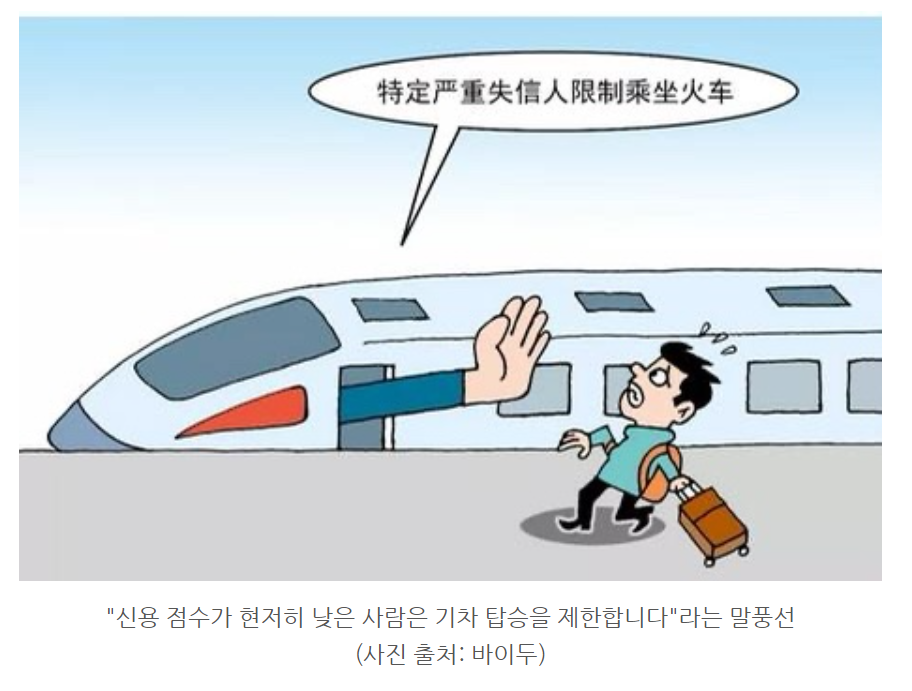 特定严重失信人限制乘坐火车
"신용 점수가 현저히 낮은 사람은 기차 탑승을 제한합니다"라는 말풍선
(사진 출처: 바이두)